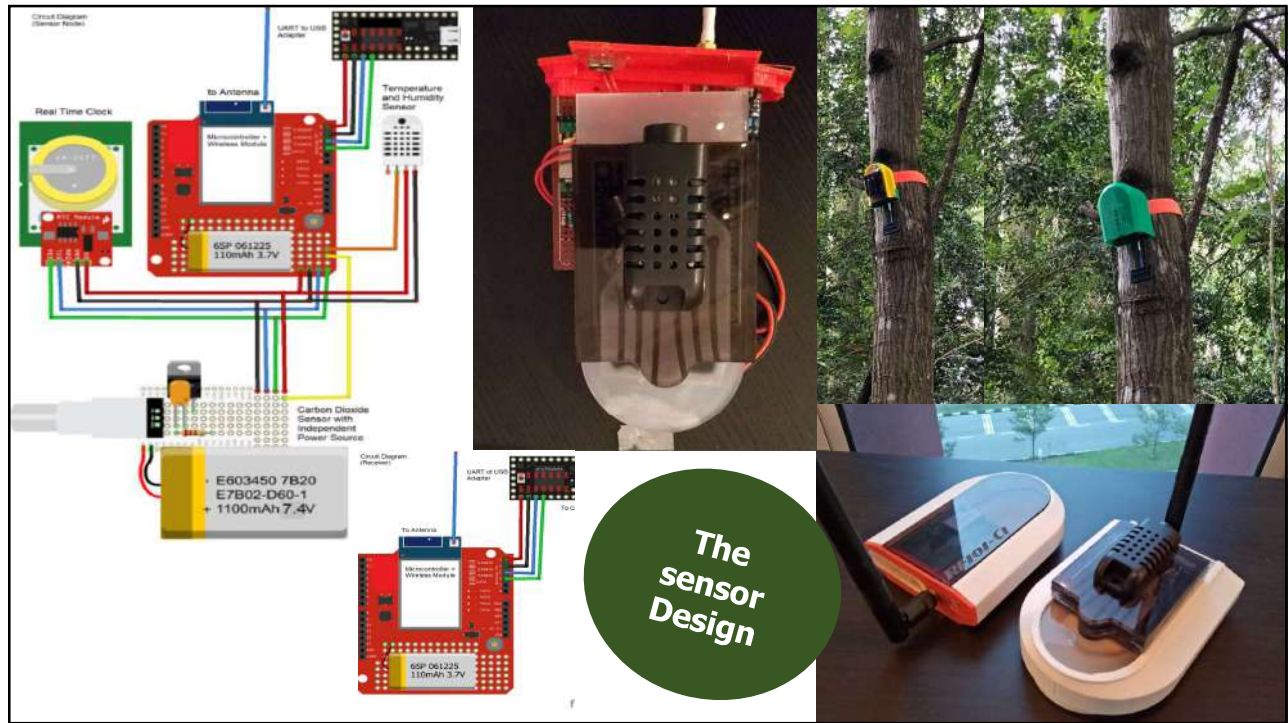 Circuit Diagram
(Sensor Node)
UART to USB
Adapter
to Antenna
Temperature
and Humidity
Sensor
Real Time Clock
Microcontroller +
Wireless Module
RTC Module
6SP 061225
110mAh 3.7V
Carbon Dioxide
Sensor with
Independent
Power Source
- E603450 7B20
E7B02-D60-1
+ 1100mAh 7.4V
Circuit Diagram
(Receiver)
UART ot USB
Adapter
To C
To Antenna
Microcontroller +
Wireless Module
6SP 061225
110mAh 3.7V
f
The
sensor
Design